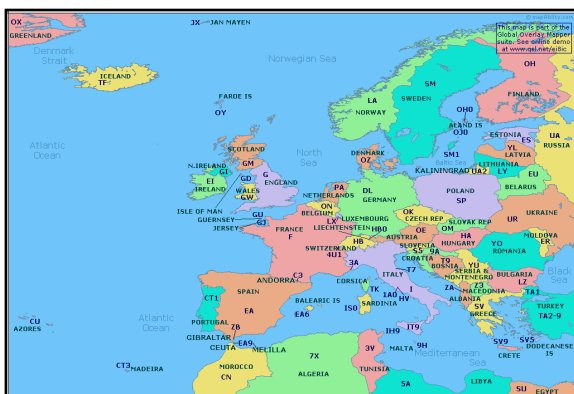 © mapAbility.com
This map is part of the
Global Overlay Mapper
suite. See online demo
at www.qsl.net/ei8ic
OX
GREENLAND
JX
JAN MAYEN
Denmark
Strait
Norwegian Sea
ICELAND
TF
OH
FINLAND
SM
SWEDEN
LA
NORWAY
FAROE IS
OY
OH0
ALAND IS
OJ0
ESTONIA
ES
UA
RUSSIA
Atlantic
Ocean
North
Sea
SCOTLAND
GM
DENMARK
OZ
SM1
Baltic Sea
YL
LATVIA
LITHUANIA
LY
KALININGRAD
UA2
N.IRELAND
GI
GD
G
ENGLAND
EI
IRELAND
WALES
GW
PA
NETHERLANDS
DL
GERMANY
POLAND
SP
EU
BELARUS
ISLE OF MAN
GUERNSEY
GU
JERSEY
GJ
ON
BELGIUM
LX
LUXEMBOURG
LIECHTENSTEIN
HB0
OK
CZECH REP
OM
SLOVAK REP
UR
UKRAINE
FRANCE
F
SWITZERLAND
4U1
HB
OE
AUSTRIA
HA
HUNGARY
MOLDOVA
ER
YO
ROMANIA
SLOVENIA
S5
9A
CROATIA
T9
BOSNIA
YU
SERBIA &
MONTENEGRO
3A
ITALY
T7
BULGARIA
LZ
Black
Sea
ANDORRA
C3
CORSICA
TK
1A0
HV
I
ZA
ALBANIA
Z3
MACEDONIA
TA1
TURKEY
TA2-9
CT1
PORTUGAL
SPAIN
EA
BALEARIC IS
EA6
IS0
SARDINIA
SV
GREECE
CU
AZORES
Atlantic
Ocean
GIBRALTAR
ZB
CEUTA
EA9
MELILLA
IH9
IT9
MALTA
9H
Mediterranean
Sea
SV9
CRETE
SV5
DODECANESE
IS
CT3
MADEIRA
MOROCCO
CN
7X
ALGERIA
3V
TUNISIA
5A
LIBYA
SU
EGYPT